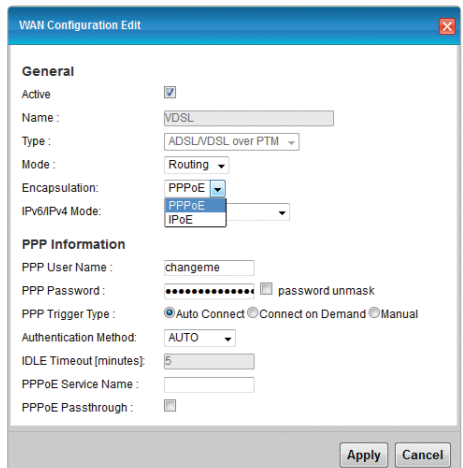 WAN Configuration Edit
General
Active
Name : VDSL
Type : ADSL/VDSL over PTM
Mode : Routing
Encapsulation: PPPoE
PPPoE
IPv6/IPv4 Mode:
IPoE
PPP Information
PPP User Name : changeme
PPP Password : ●●●●●●●●●●●●●● password unmask
PPP Trigger Type : Auto Connect Connect on Demand Manual
Authentication Method: AUTO
IDLE Timeout [minutes]: 5
PPPoE Service Name :
PPPoE Passthrough :
Apply Cancel